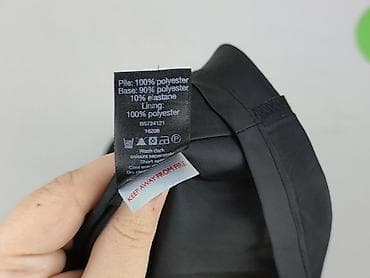 Pile: 100% polyester
Base: 90% polyester
10% elastane
Lining:
100% polyester
BS724121
16206
Wash dark
colours separately
KEEP AWAY FROM FIRE